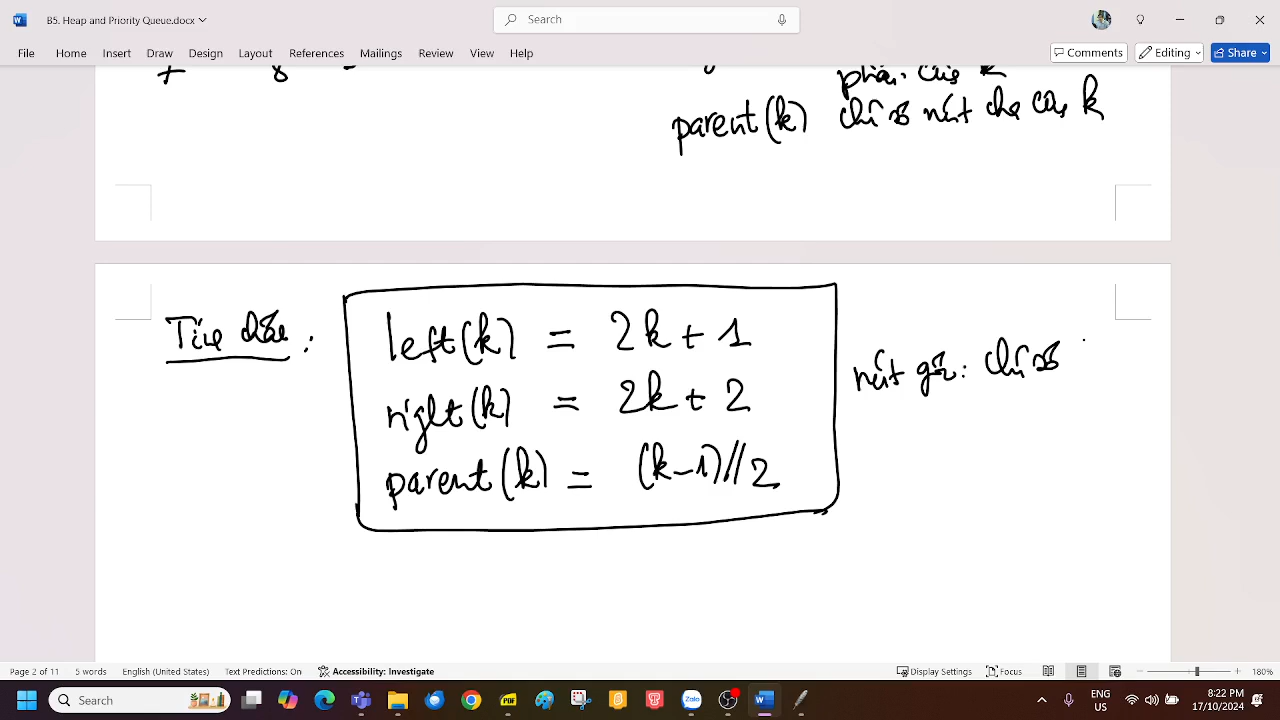 B5. Heap and Priority Queue.docx
Search
File Home Insert Draw Design Layout References Mailings Review View Help
Comments Editing Share
của k
parent(k) chỉ số nút cha của k
left(k) = 2k + 1
right(k) = 2k + 2
parent(k) = (k-1)//2
nút gốc: chỉ số
Page 2 of 11 5 words English (United States) Text Predictions: On Accessibility: Investigate Display Settings Focus 180%
Search PDF Zalo ENG US 8:22 PM 17/10/2024